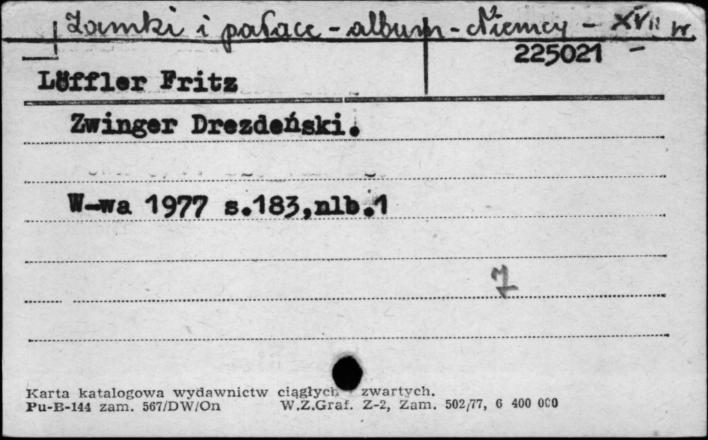 Zamki i pałace - album - Niemcy - XVII w.
225021 -
Löffler Fritz
Zwinger Drezdeński.
W-wa 1977 s.183,nlb.1
7
Karta katalogowa wydawnictw ciągłych i zwartych.
Pu-B-144 zam. 567/DW/On W.Z.Graf. Z-2, Zam. 502/77, 6 400 000